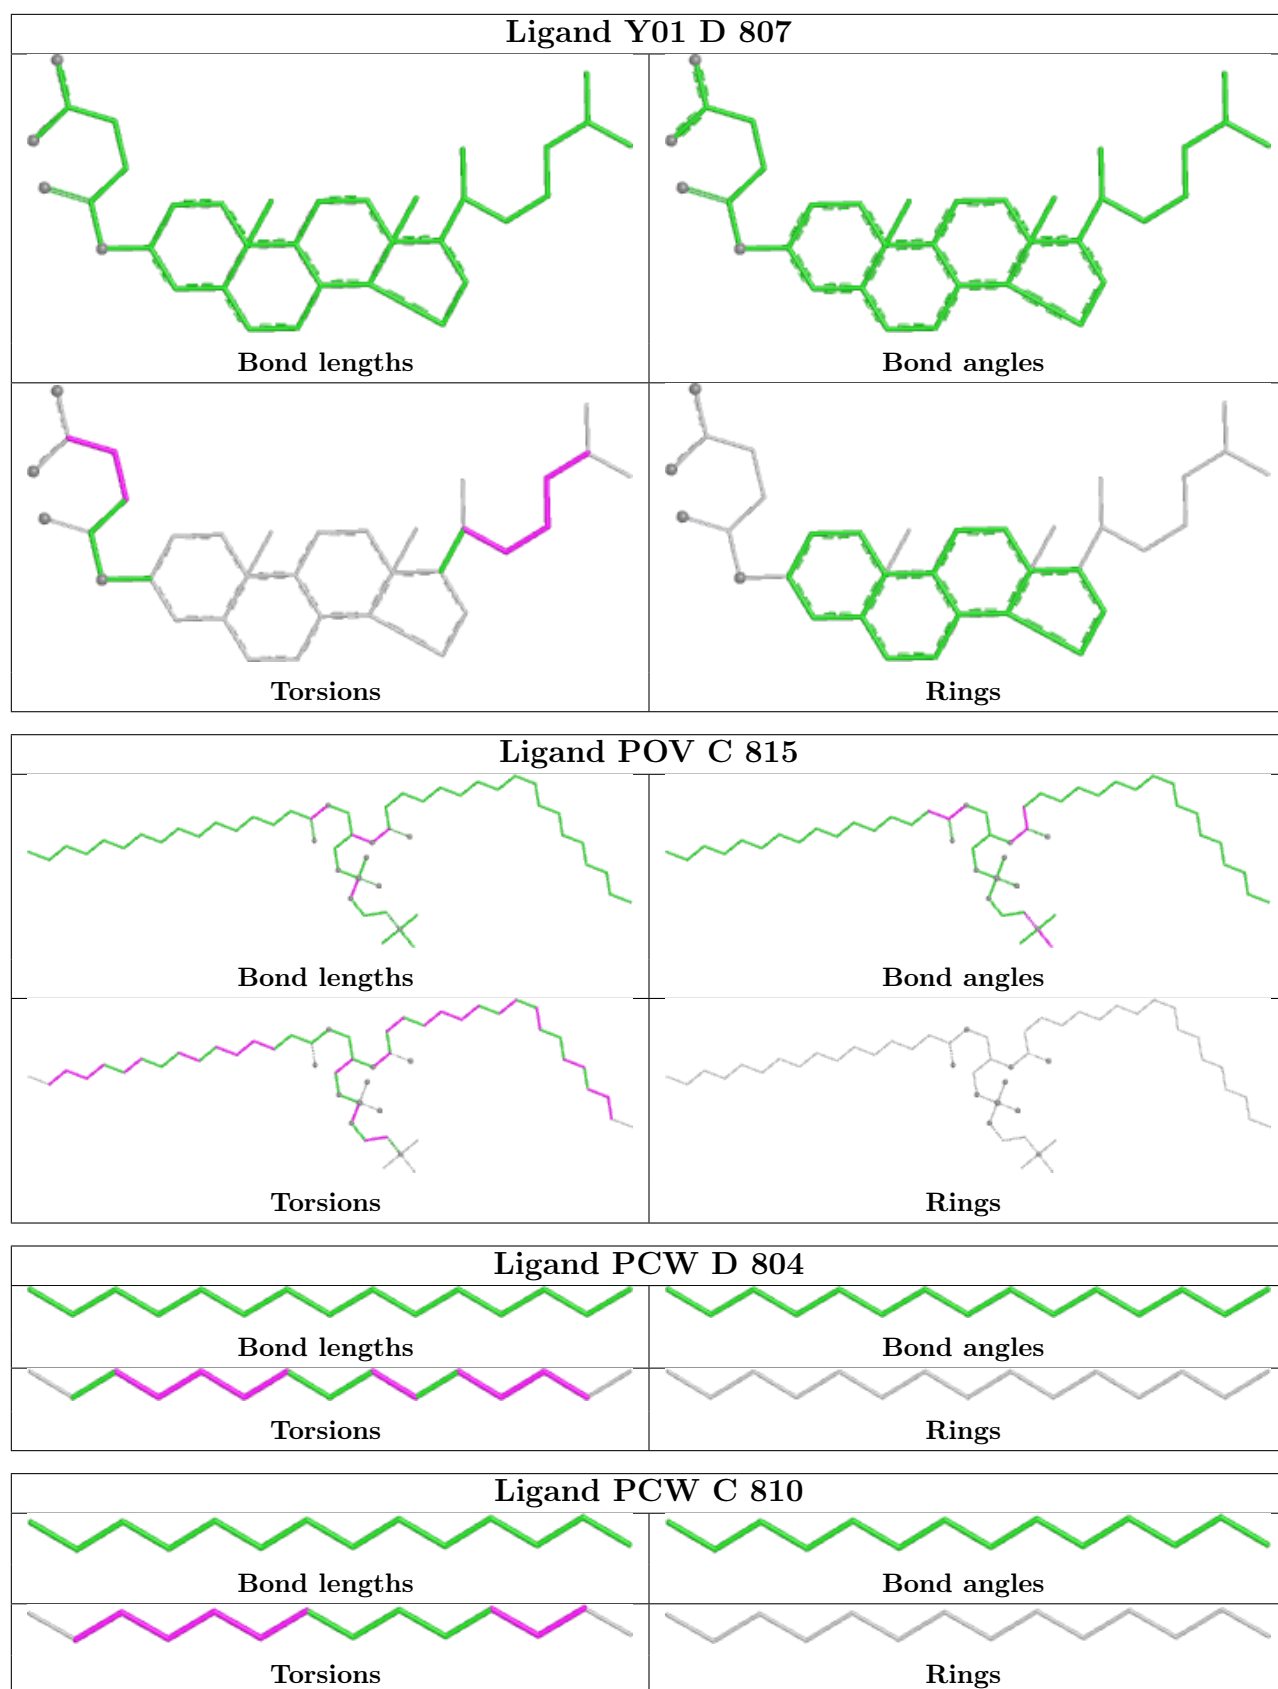 Ligand Y01 D 807
Bond lengths
Bond angles
Torsions
Rings
Ligand POV C 815
Bond lengths
Bond angles
Torsions
Rings
Ligand PCW D 804
Bond lengths
Bond angles
Torsions
Rings
Ligand PCW C 810
Bond lengths
Bond angles
Torsions
Rings